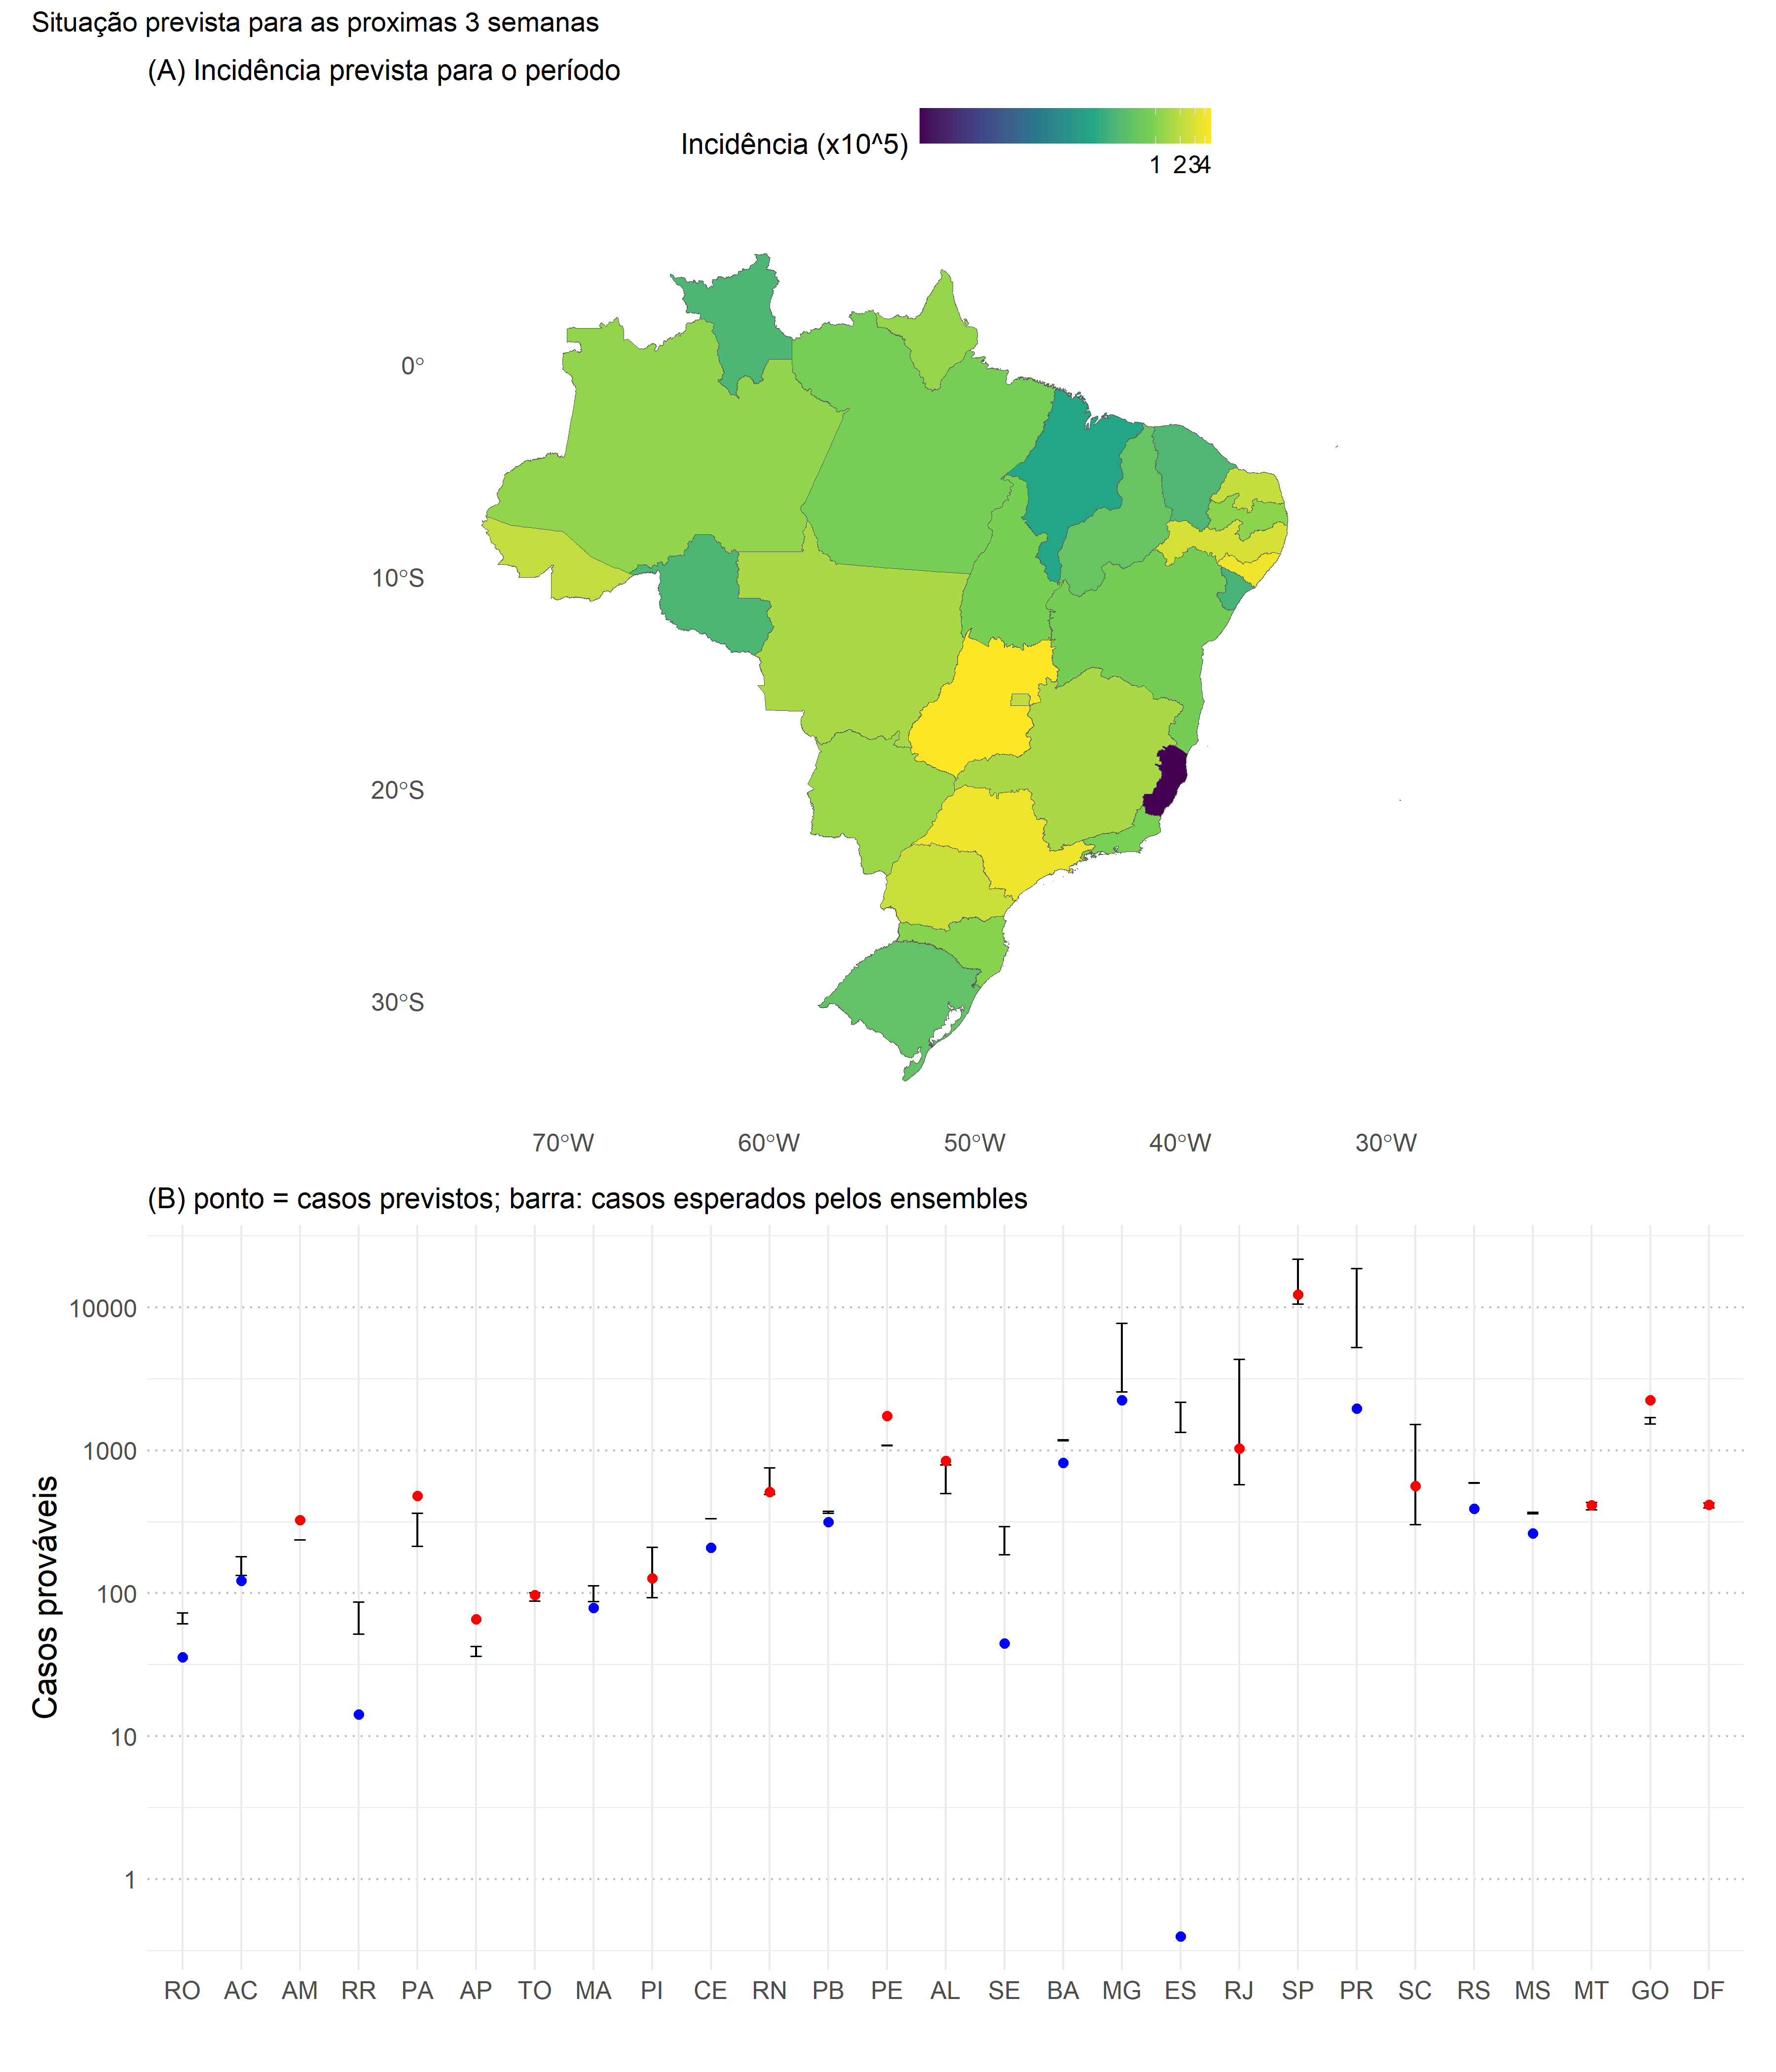 Situação prevista para as proximas 3 semanas
(A) Incidência prevista para o período
Incidência (x10^5)
1 2 3 4
0°
10°S
20°S
30°S
70°W 60°W 50°W 40°W 30°W
(B) ponto = casos previstos; barra: casos esperados pelos ensembles
Casos prováveis
10000
1000
100
10
1
RO AC AM RR PA AP TO MA PI CE RN PB PE AL SE BA MG ES RJ SP PR SC RS MS MT GO DF